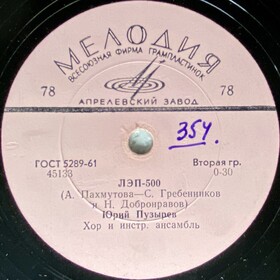 МЕЛОДИЯ
ВСЕСОЮЗНАЯ ФИРМА ГРАМПЛАСТИНОК
78 78
АПРЕЛЕВСКИЙ ЗАВОД
354.
ГОСТ 5289-61 Вторая гр.
45133 0-30
ЛЭП-500
(А. Пахмутова—С. Гребенников
и Н. Добронравов)
Юрий Пузырев
Хор и инстр. ансамбль